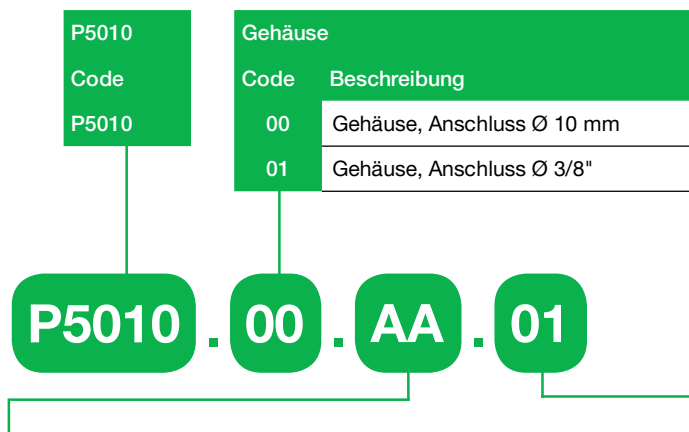 P5010
Code
P5010
Gehäuse
Code Beschreibung
00 Gehäuse, Anschluss Ø 10 mm
01 Gehäuse, Anschluss Ø 3/8"
P5010 . 00 . AA . 01